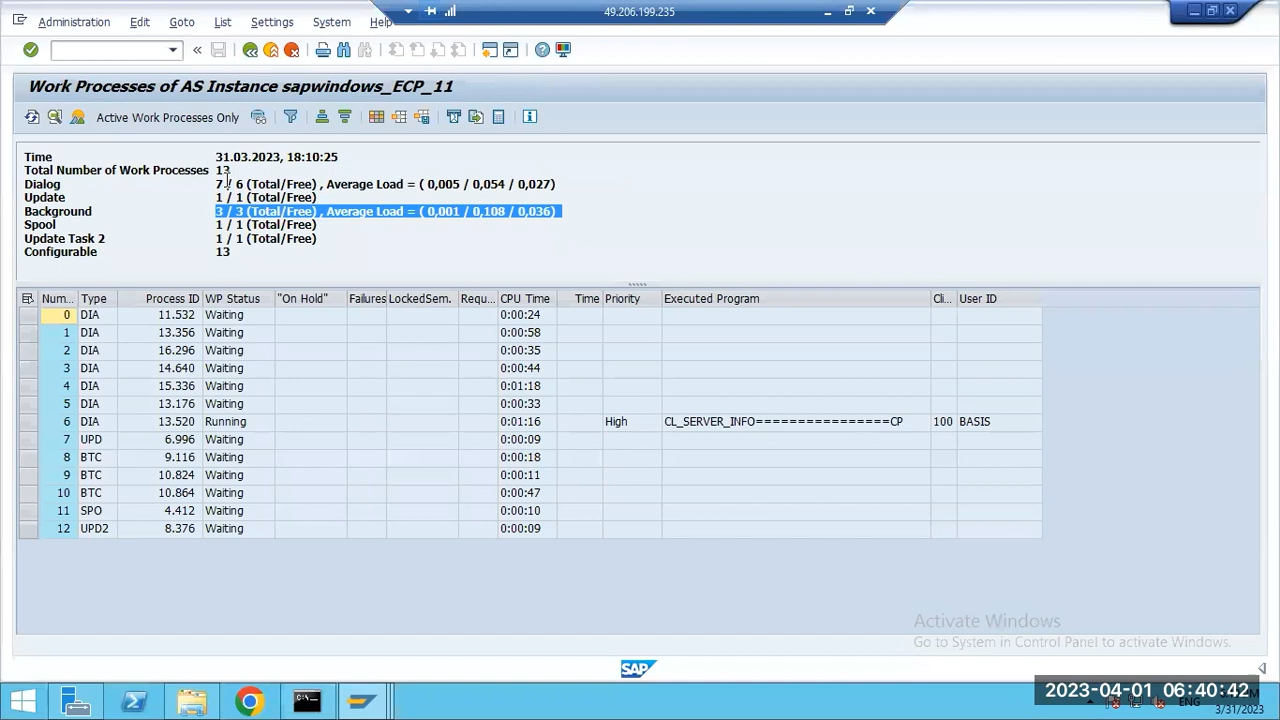 49.206.199.235
Administration Edit Goto List Settings System Help
Work Processes of AS Instance sapwindows_ECP_11
Active Work Processes Only
Time 31.03.2023, 18:10:25
Total Number of Work Processes 13
Dialog 7 / 6 (Total/Free) , Average Load = ( 0,005 / 0,054 / 0,027)
Update 1 / 1 (Total/Free)
Background 3 / 3 (Total/Free) , Average Load = ( 0,001 / 0,108 / 0,036)
Spool 1 / 1 (Total/Free)
Update Task 2 1 / 1 (Total/Free)
Configurable 13
Num... Type Process ID WP Status "On Hold" Failures LockedSem. Requ... CPU Time Time Priority Executed Program Cli... User ID
0 DIA 11.532 Waiting 0:00:24
1 DIA 13.356 Waiting 0:00:58
2 DIA 16.296 Waiting 0:00:35
3 DIA 14.640 Waiting 0:00:44
4 DIA 15.336 Waiting 0:01:18
5 DIA 13.176 Waiting 0:00:33
6 DIA 13.520 Running 0:01:16 High CL_SERVER_INFO================CP 100 BASIS
7 UPD 6.996 Waiting 0:00:09
8 BTC 9.116 Waiting 0:00:18
9 BTC 10.824 Waiting 0:00:11
10 BTC 10.864 Waiting 0:00:47
11 SPO 4.412 Waiting 0:00:10
12 UPD2 8.376 Waiting 0:00:09
Activate Windows
Go to System in Control Panel to activate Windows.
SAP
2023-04-01 06:40:42
ENG
3/31/2023